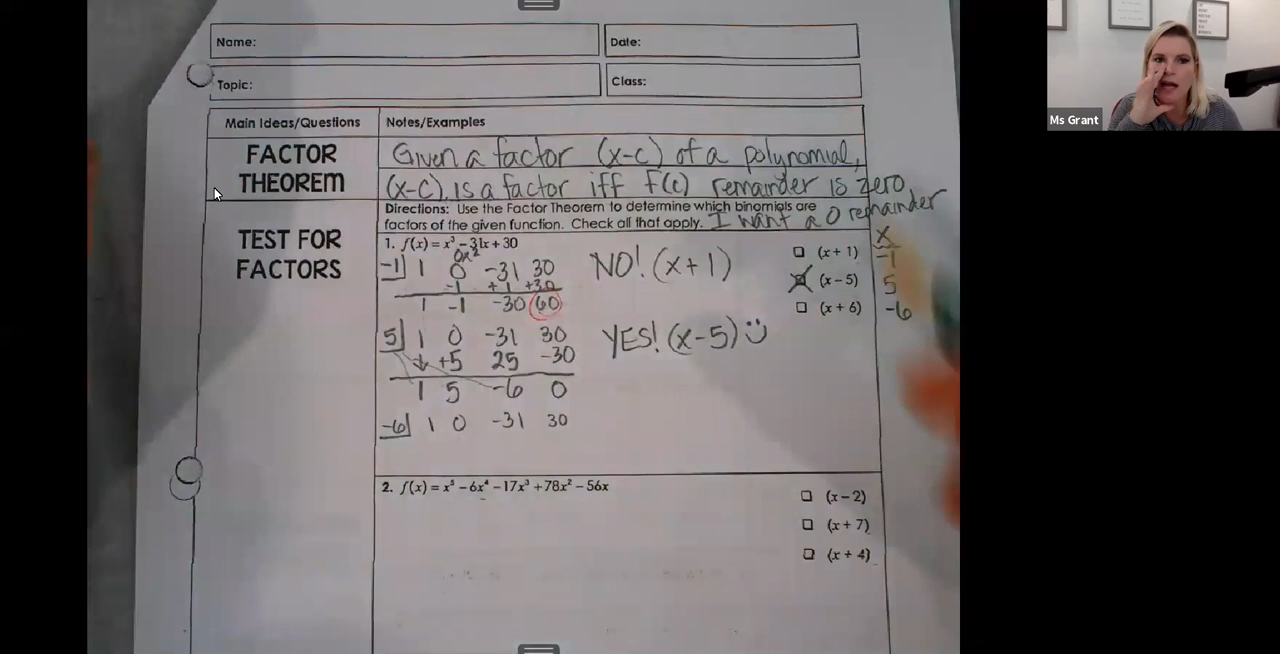 Name:
Date:
Topic:
Class:
Main Ideas/Questions
Notes/Examples
FACTOR
THEOREM
Given a factor (x-c) of a polynomial,
(x-c) is a factor iff f(c) remainder is zero
Directions: Use the Factor Theorem to determine which binomials are
factors of the given function. Check all that apply. I want a 0 remainder
TEST FOR
FACTORS
1. f(x) = x³ − 31x + 30
0x²
-1 1 0 -31 30
-1 +1 +30
1 -1 -30 60
NO! (x+1)
5 1 0 -31 30
+5 25 -30
1 5 -6 0
YES! (x-5)
-6 1 0 -31 30
x
(x + 1) -1
(x − 5) 5
(x + 6) -6
2. f(x) = x⁵ − 6x⁴ − 17x³ + 78x² − 56x
(x − 2)
(x + 7)
(x + 4)
Ms Grant